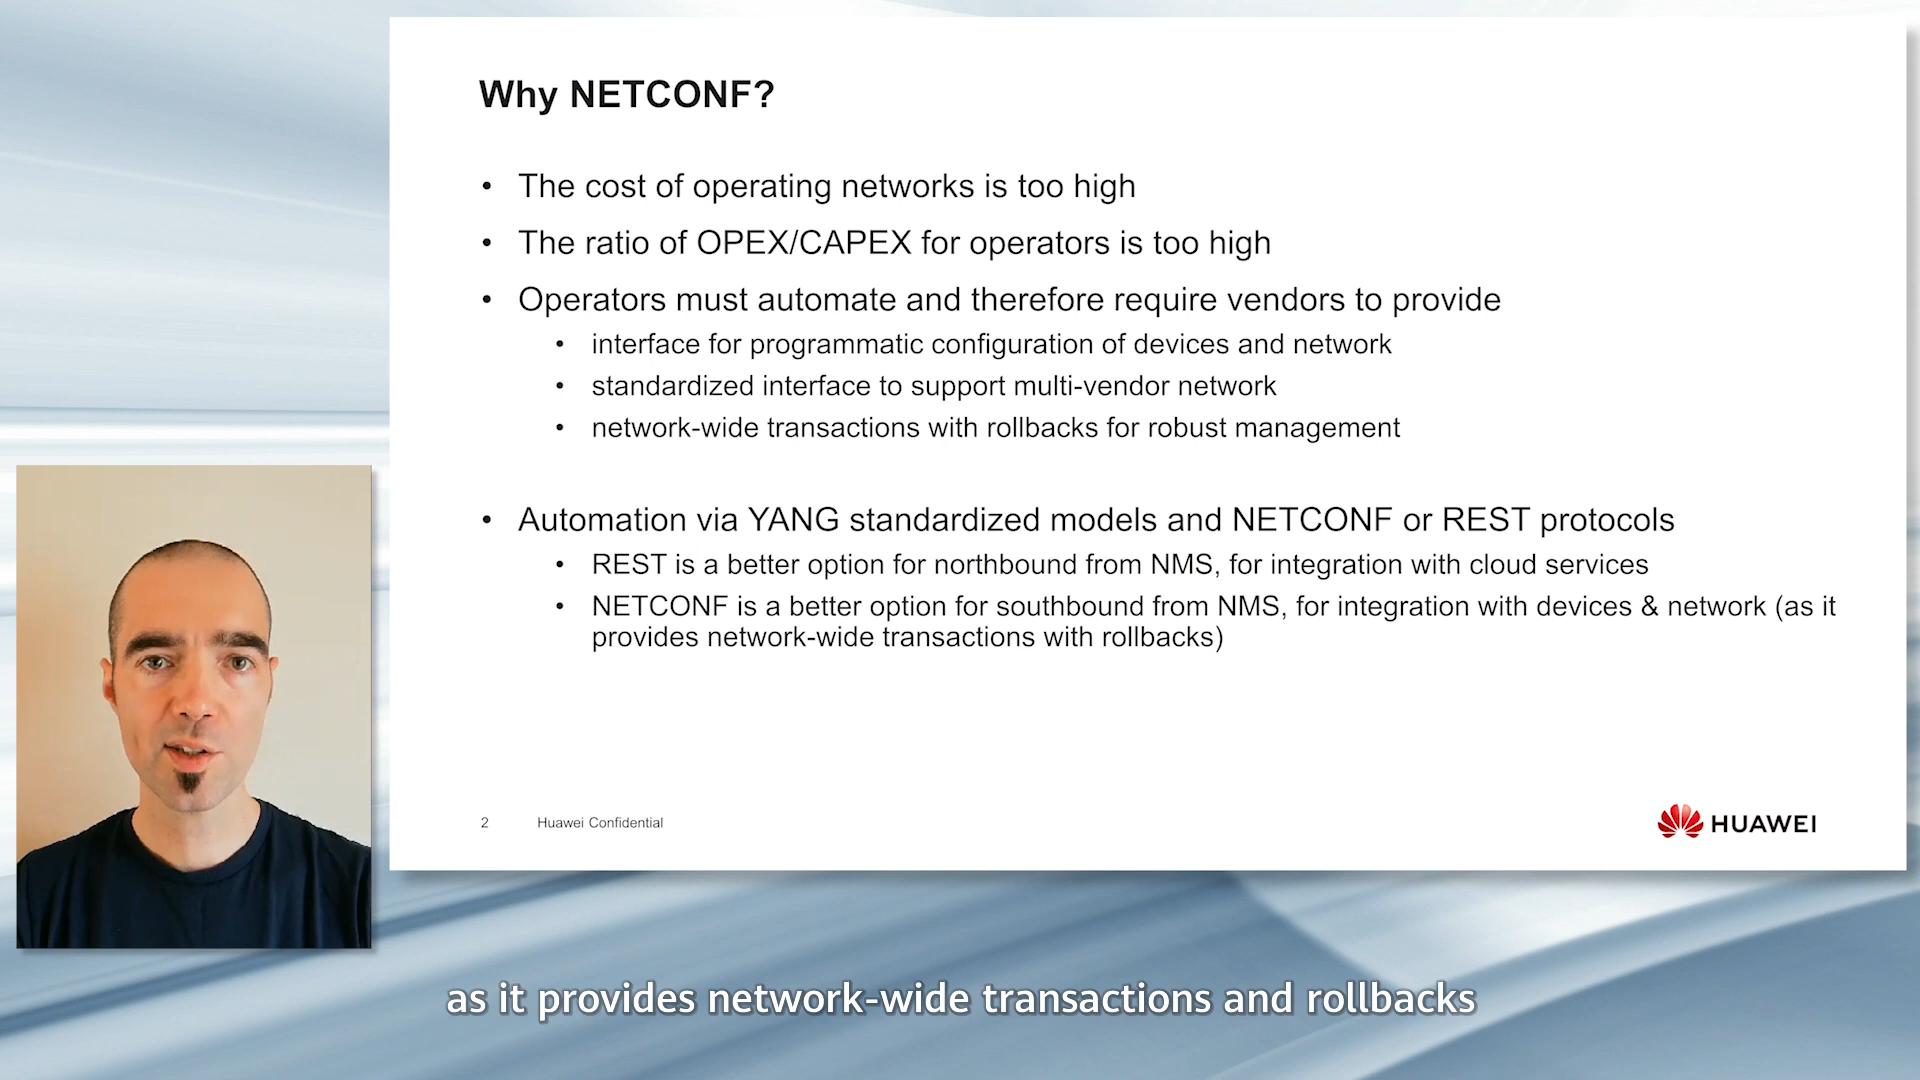 Why NETCONF?
• The cost of operating networks is too high
• The ratio of OPEX/CAPEX for operators is too high
• Operators must automate and therefore require vendors to provide
• interface for programmatic configuration of devices and network
• standardized interface to support multi-vendor network
• network-wide transactions with rollbacks for robust management
• Automation via YANG standardized models and NETCONF or REST protocols
• REST is a better option for northbound from NMS, for integration with cloud services
• NETCONF is a better option for southbound from NMS, for integration with devices & network (as it
provides network-wide transactions with rollbacks)
2 Huawei Confidential
HUAWEI
as it provides network-wide transactions and rollbacks